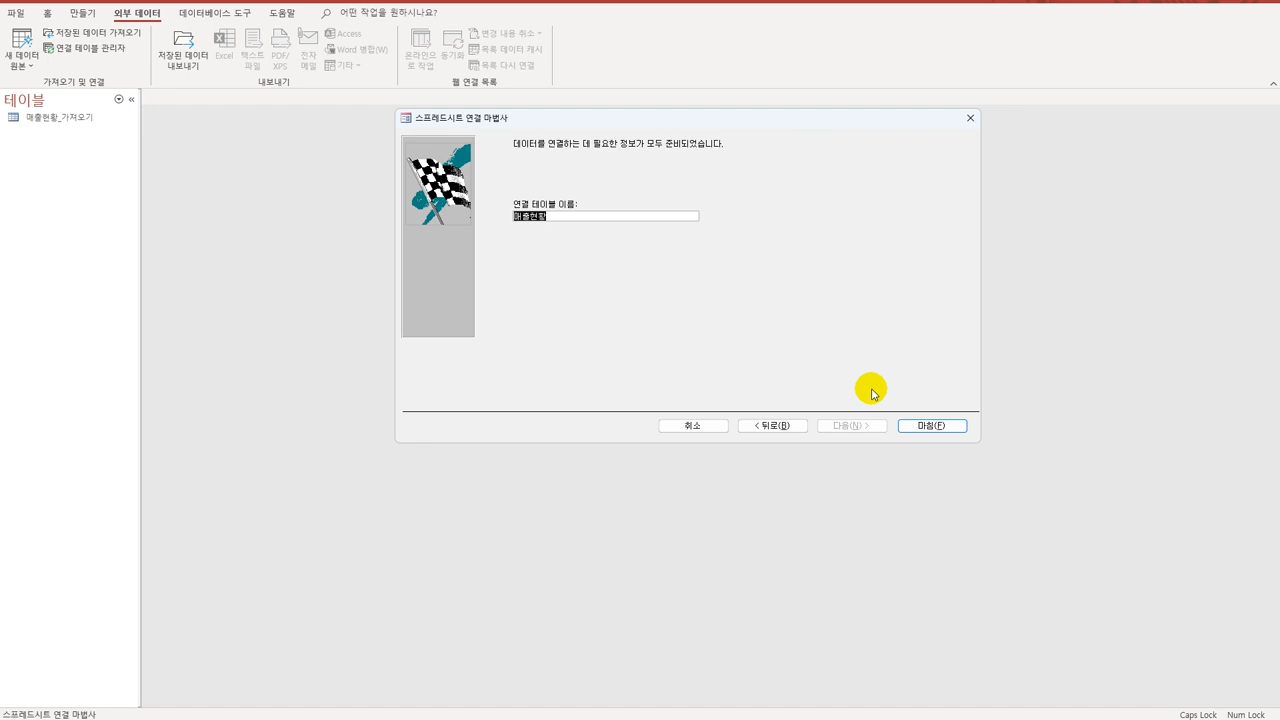 파일 홈 만들기 외부 데이터 데이터베이스 도구 도움말 어떤 작업을 원하시나요?
새 데이터 원본
저장된 데이터 가져오기
연결 테이블 관리자
가져오기 및 연결
저장된 데이터 내보내기
Excel
텍스트 파일
PDF/ XPS
전자 메일
Access
Word 병합(W)
기타
내보내기
온라인으로 작업
동기화
변경 내용 취소
목록 데이터 캐시
목록 다시 연결
웹 연결 목록
테이블
매출현황_가져오기
스프레드시트 연결 마법사
데이터를 연결하는 데 필요한 정보가 모두 준비되었습니다.
연결 테이블 이름:
매출현황
취소 < 뒤로(B) 다음(N) > 마침(F)
스프레드시트 연결 마법사 Caps Lock Num Lock